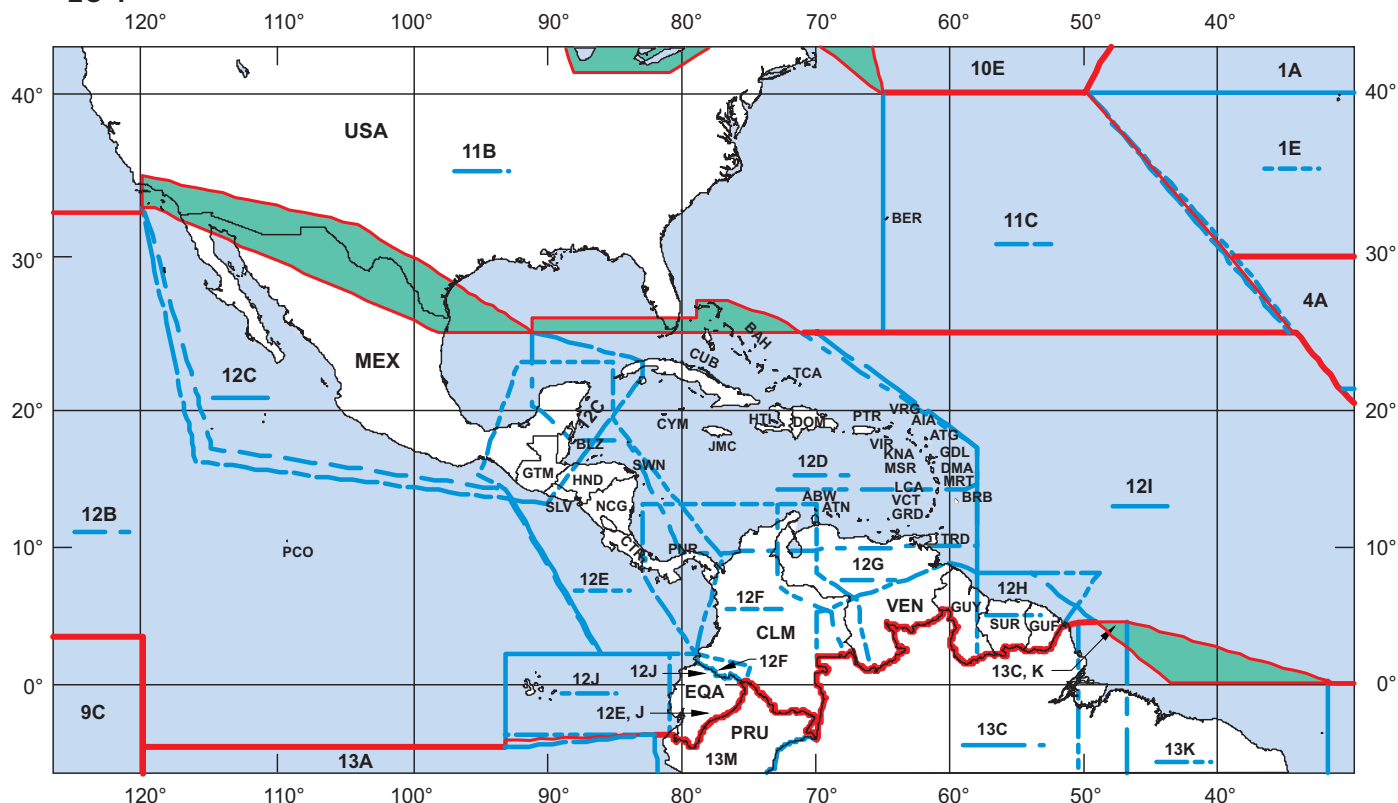 120° 110° 100° 90° 80° 70° 60° 50° 40°
10E
1A
40° 40°
USA
11B
1E
BER
11C
30° 30°
4A
BAH
MEX
CUB
TCA
12C
12C
20° 20°
CYM
HTI
DOM
PTR
VRG
AIA
JMC
VIR
ATG
KNA
GDL
BLZ
MSR
DMA
GTM
HND
SWN
12D
MRT
LCA
ABW
VCT
BRB
SLV
NCG
ATN
GRD
12I
12B
PCO
CTR
PNR
TRD
10° 10°
12E
12G
12F
12H
VEN
GUY
SUR
GUF
CLM
12F
13C, K
12J
12J
0° 0°
EQA
9C
12E, J
PRU
13C
13A
13M
13K
120° 110° 100° 90° 80° 70° 60° 50° 40°